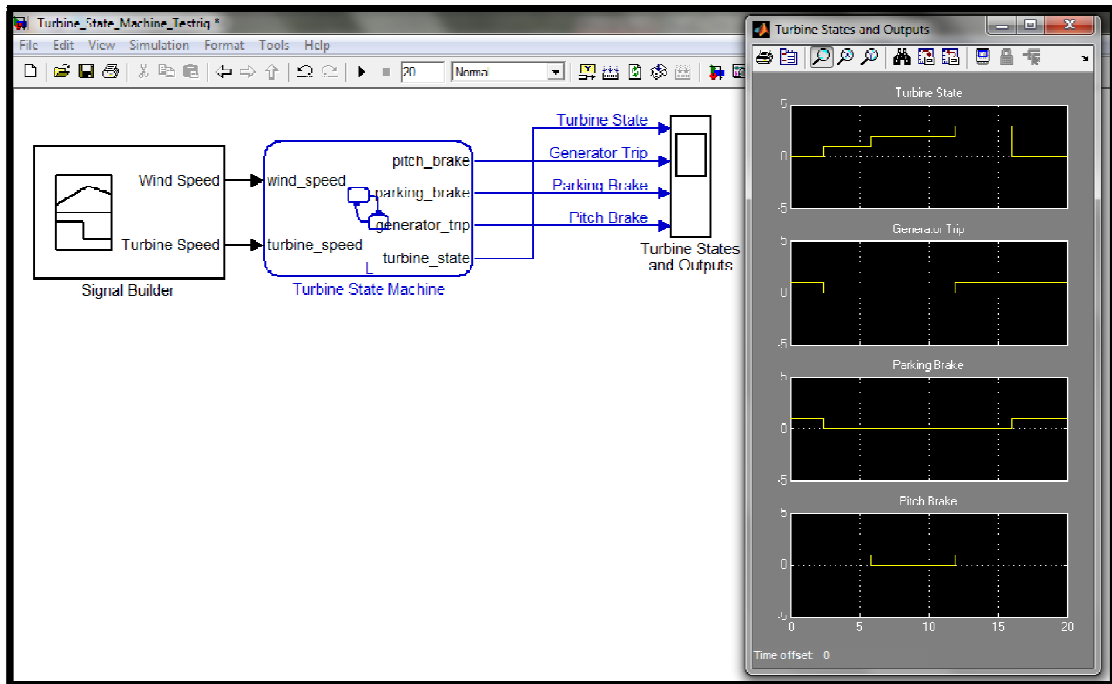 Turbine_State_Machine_Testrig *
File Edit View Simulation Format Tools Help
20 Normal
Wind Speed
Turbine Speed
Signal Builder
wind_speed
turbine_speed
pitch_brake
parking_brake
generator_trip
turbine_state
L
Turbine State Machine
Turbine State
Generator Trip
Parking Brake
Pitch Brake
Turbine States
and Outputs
Turbine States and Outputs
Turbine State
5
0
-5
Generator Trip
5
0
-5
Parking Brake
5
0
-5
Pitch Brake
5
0
-5
0 5 10 15 20
Time offset: 0